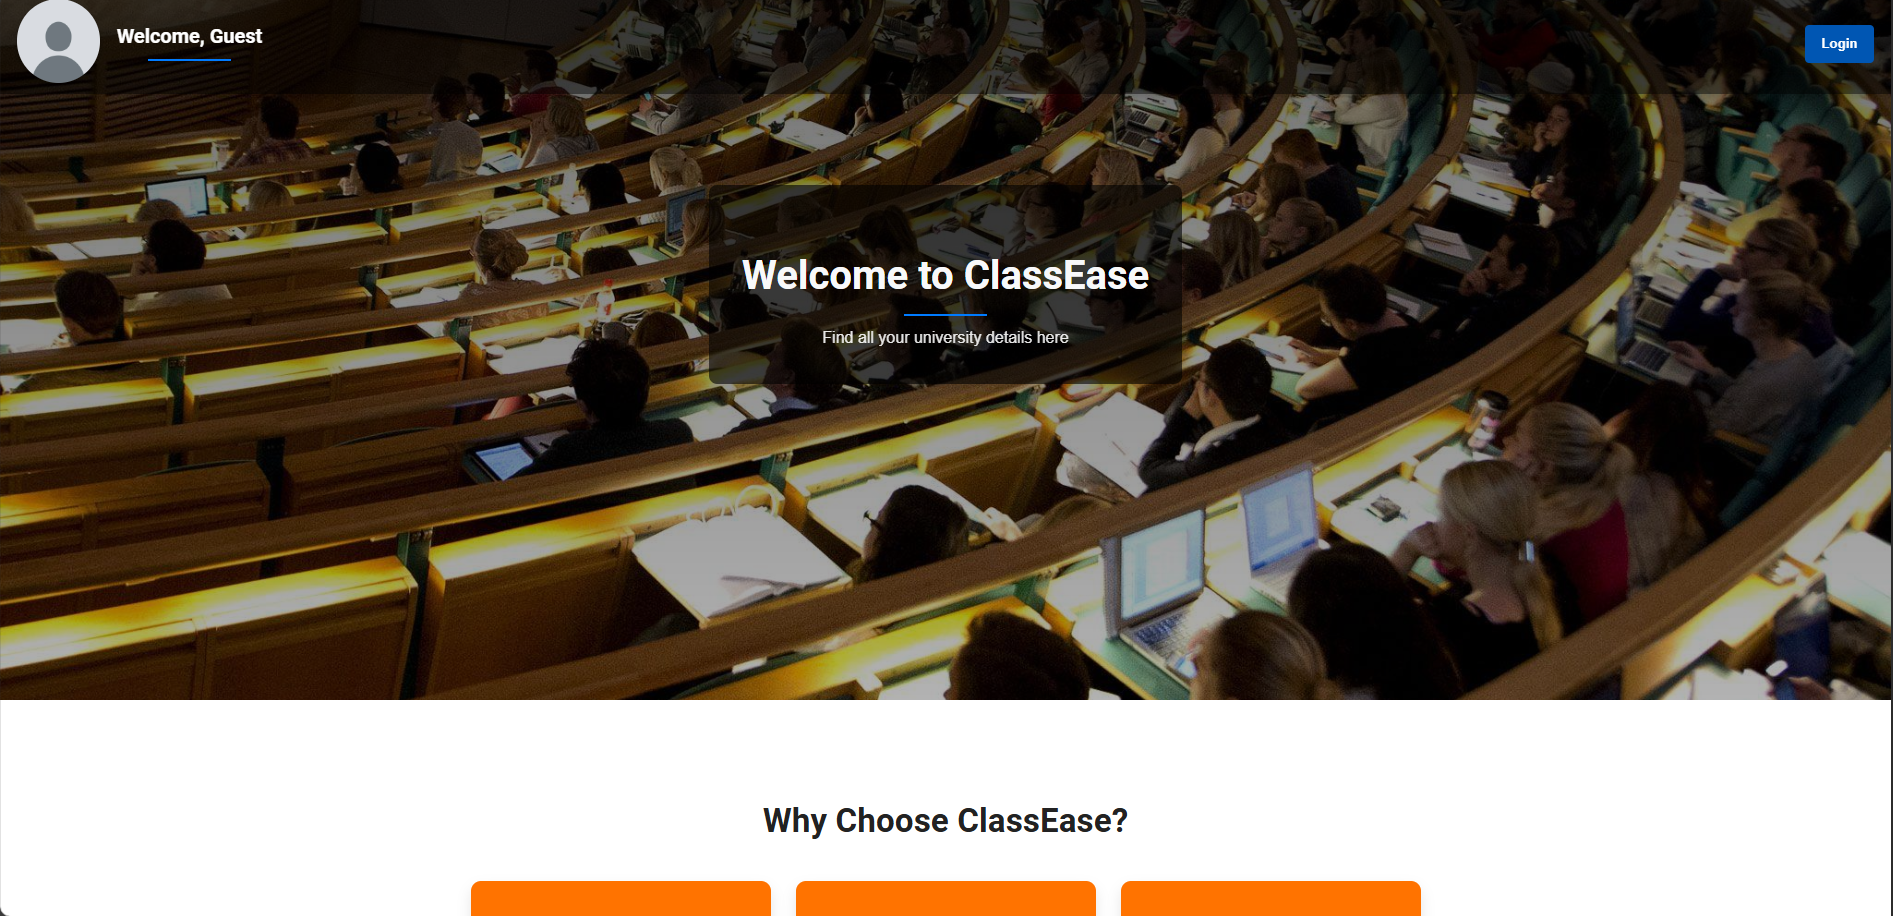 Welcome, Guest
Login
Welcome to ClassEase
Find all your university details here
Why Choose ClassEase?